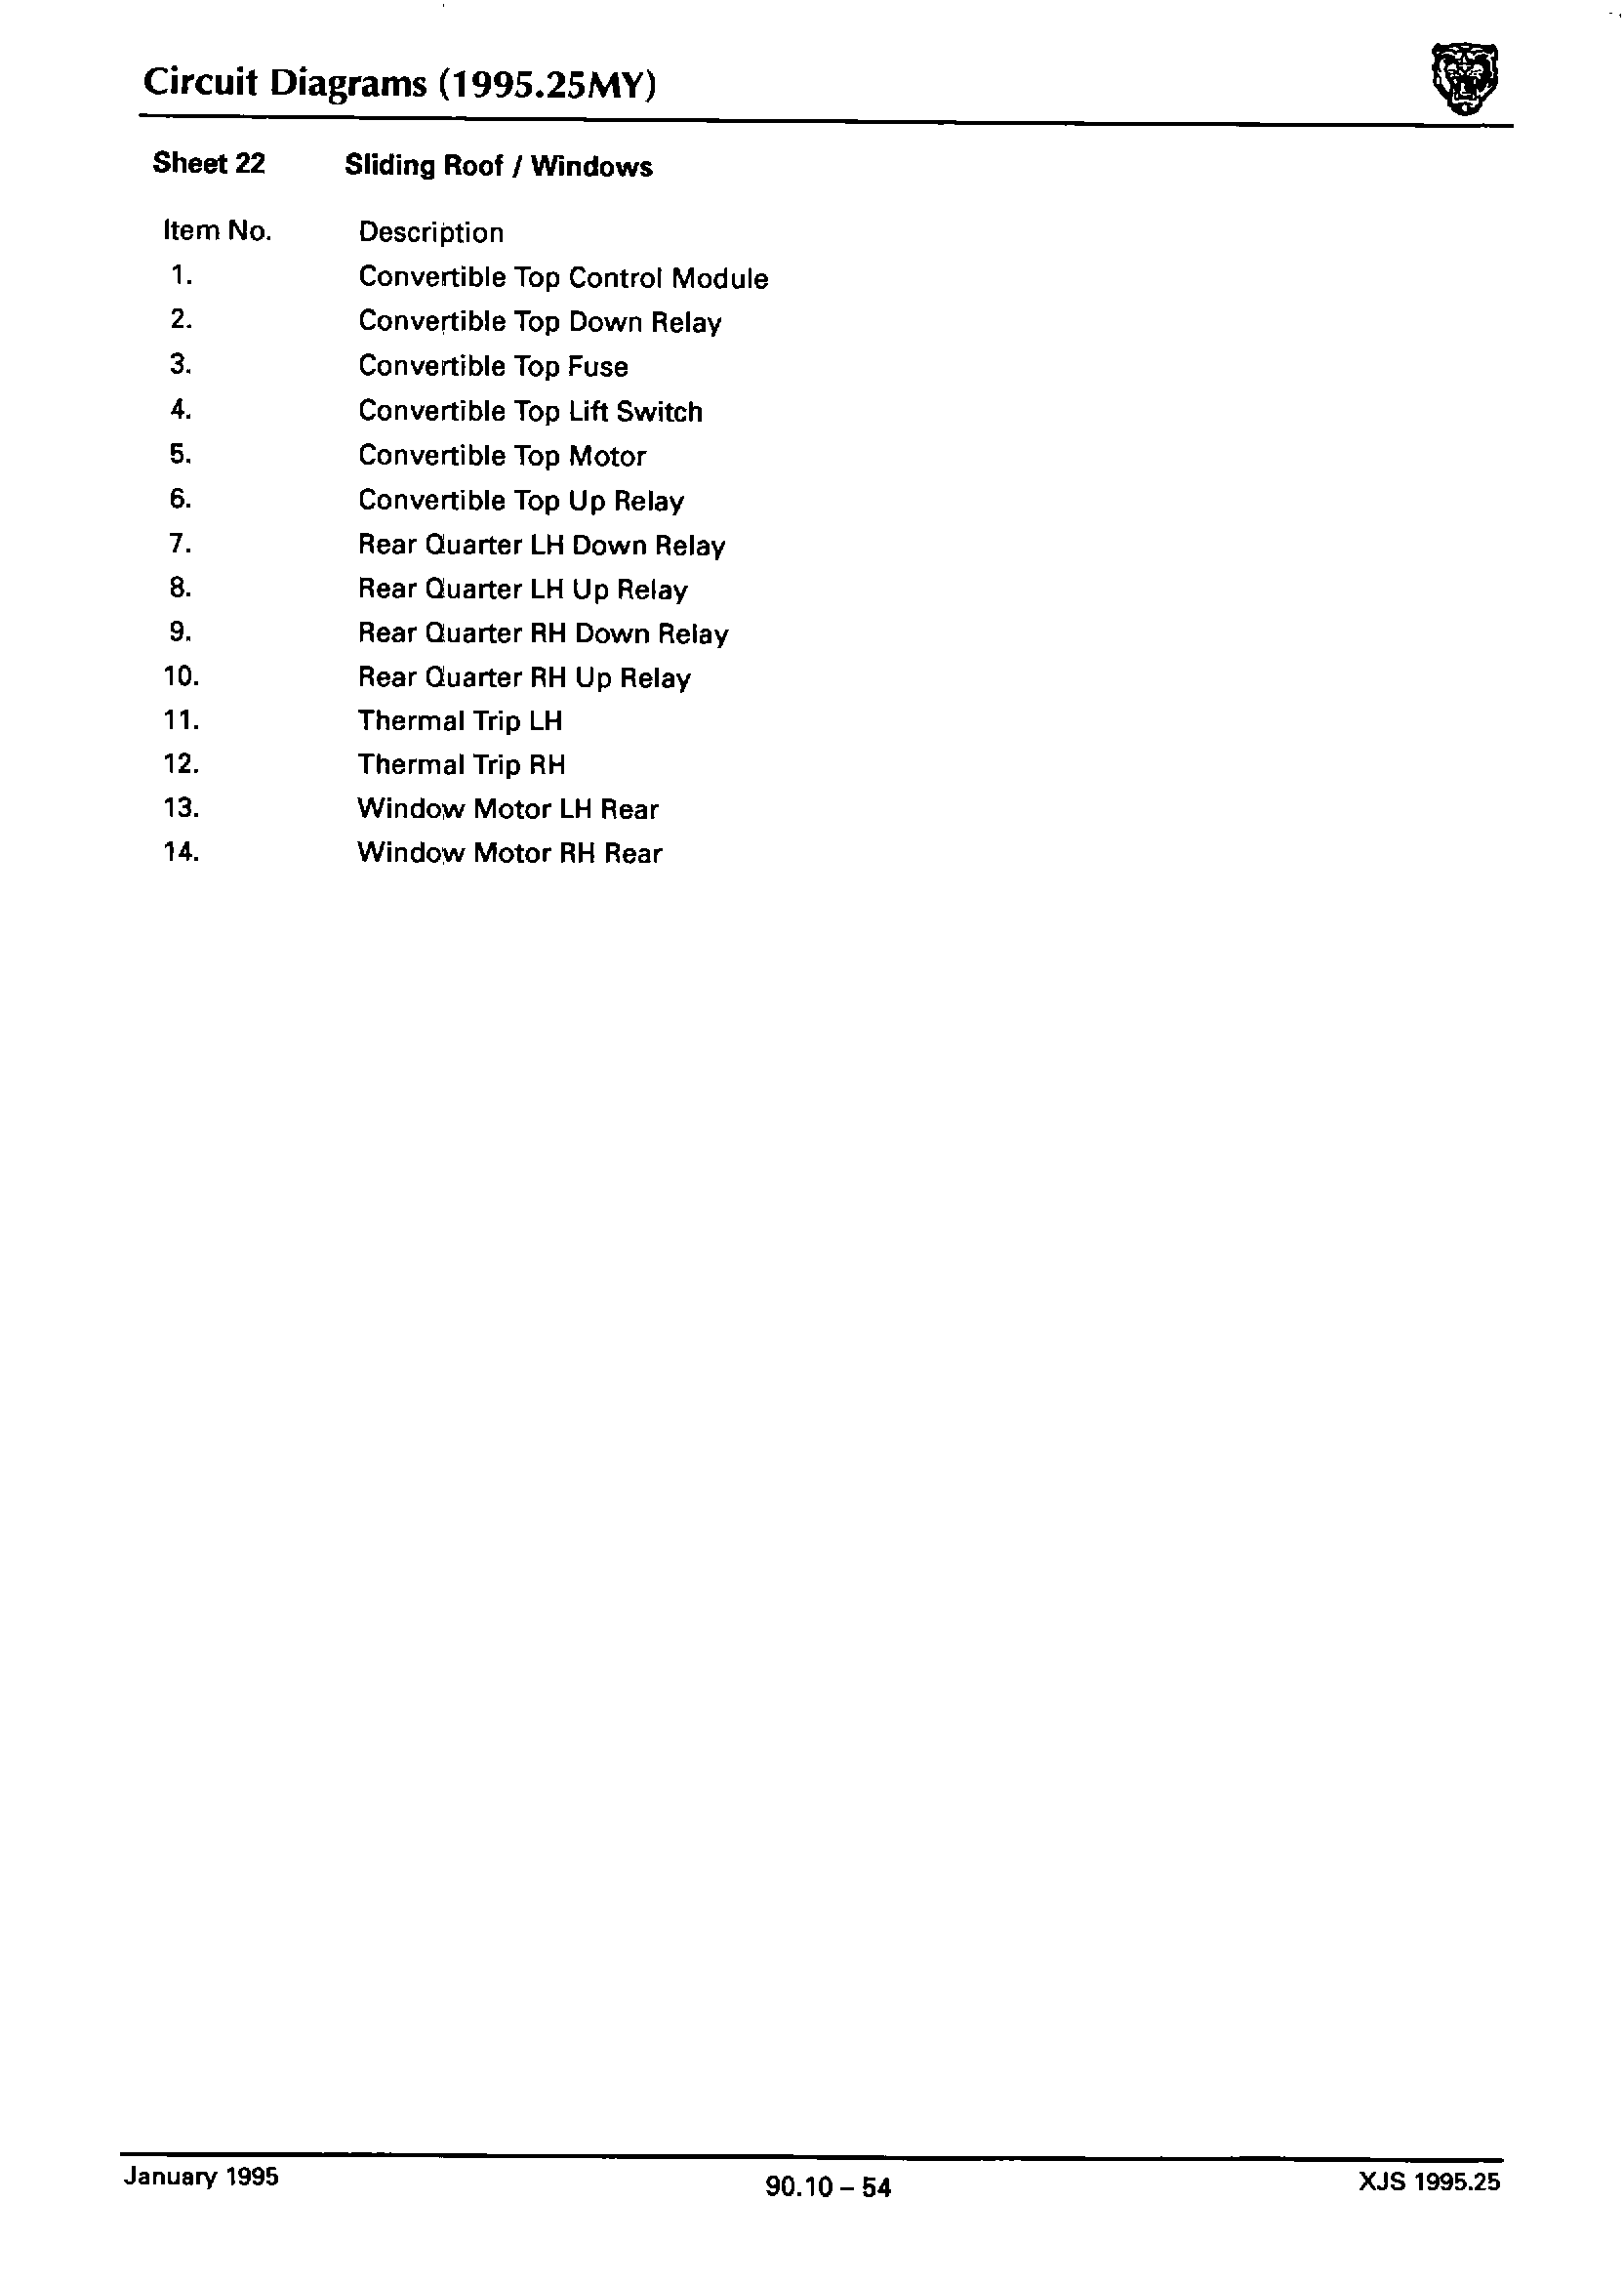 Circuit Diagrams (1995.25MY)
Sheet 22 Sliding Roof / Windows
Item No. Description
1. Convertible Top Control Module
2. Convertible Top Down Relay
3. Convertible Top Fuse
4. Convertible Top Lift Switch
5. Convertible Top Motor
6. Convertible Top Up Relay
7. Rear Quarter LH Down Relay
8. Rear Quarter LH Up Relay
9. Rear Quarter RH Down Relay
10. Rear Quarter RH Up Relay
11. Thermal Trip LH
12. Thermal Trip RH
13. Window Motor LH Rear
14. Window Motor RH Rear
January 1995 90.10 – 54 XJS 1995.25